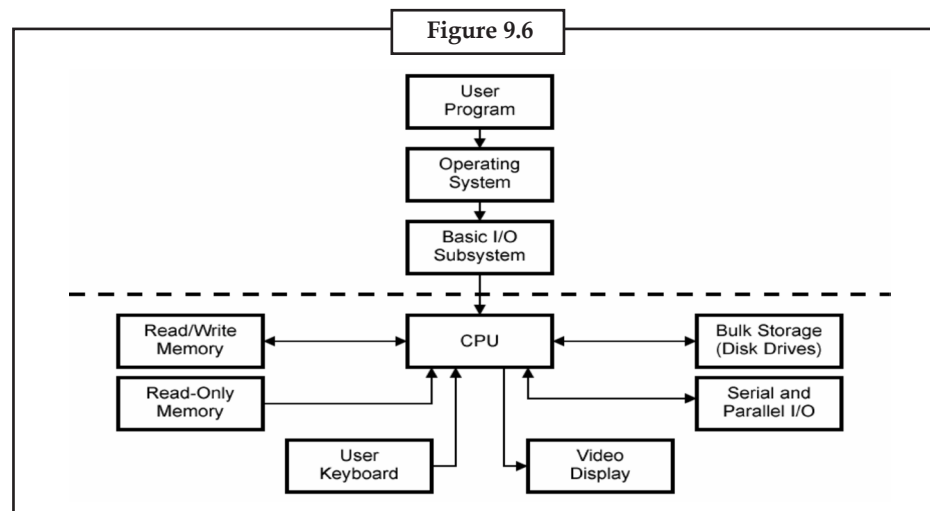 Figure 9.6
User
Program
Operating
System
Basic I/O
Subsystem
Read/Write
Memory
CPU
Bulk Storage
(Disk Drives)
Read-Only
Memory
Serial and
Parallel I/O
User
Keyboard
Video
Display